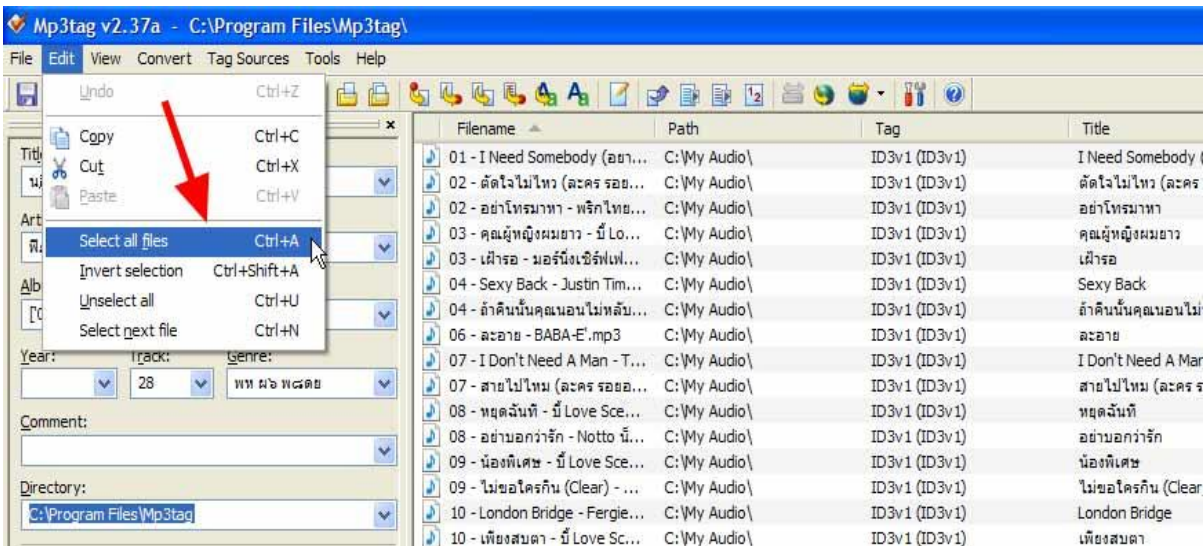 Mp3tag v2.37a - C:\Program Files\Mp3tag\
File Edit View Convert Tag Sources Tools Help
Undo Ctrl+Z
Copy Ctrl+C
Cut Ctrl+X
Paste Ctrl+V
Select all files Ctrl+A
Invert selection Ctrl+Shift+A
Unselect all Ctrl+U
Select next file Ctrl+N
Year: Track: Genre:
28
Comment:
Directory:
C:\Program Files\Mp3tag
Filename Path Tag Title
01 - I Need Somebody (อยา... C:\My Audio\ ID3v1 (ID3v1) I Need Somebody (
02 - ตัดใจไม่ไหว (ละคร รอย... C:\My Audio\ ID3v1 (ID3v1) ตัดใจไม่ไหว (ละคร
02 - อย่าโทรมาหา - พริกไทย... C:\My Audio\ ID3v1 (ID3v1) อย่าโทรมาหา
03 - คุณผู้หญิงผมยาว - บี้ Lo... C:\My Audio\ ID3v1 (ID3v1) คุณผู้หญิงผมยาว
03 - เฝ้ารอ - มอร์นิ่งเซิร์ฟเฟ... C:\My Audio\ ID3v1 (ID3v1) เฝ้ารอ
04 - Sexy Back - Justin Tim... C:\My Audio\ ID3v1 (ID3v1) Sexy Back
04 - ถ้าคืนนั้นคุณนอนไม่หลับ... C:\My Audio\ ID3v1 (ID3v1) ถ้าคืนนั้นคุณนอนไม่
06 - ละอาย - BABA-E'.mp3 C:\My Audio\ ID3v1 (ID3v1) ละอาย
07 - I Don't Need A Man - T... C:\My Audio\ ID3v1 (ID3v1) I Don't Need A Mar
07 - สายไปไหม (ละคร รอยอ... C:\My Audio\ ID3v1 (ID3v1) สายไปไหม (ละคร ร
08 - หยุดฉันที - บี้ Love Sce... C:\My Audio\ ID3v1 (ID3v1) หยุดฉันที
08 - อย่าบอกว่ารัก - Notto นั... C:\My Audio\ ID3v1 (ID3v1) อย่าบอกว่ารัก
09 - น้องพิเศษ - บี้ Love Sce... C:\My Audio\ ID3v1 (ID3v1) น้องพิเศษ
09 - ไม่ขอใครกิน (Clear) - ... C:\My Audio\ ID3v1 (ID3v1) ไม่ขอใครกิน (Clear
10 - London Bridge - Fergie... C:\My Audio\ ID3v1 (ID3v1) London Bridge
10 - เพียงสบตา - บี้ Love Sc... C:\My Audio\ ID3v1 (ID3v1) เพียงสบตา